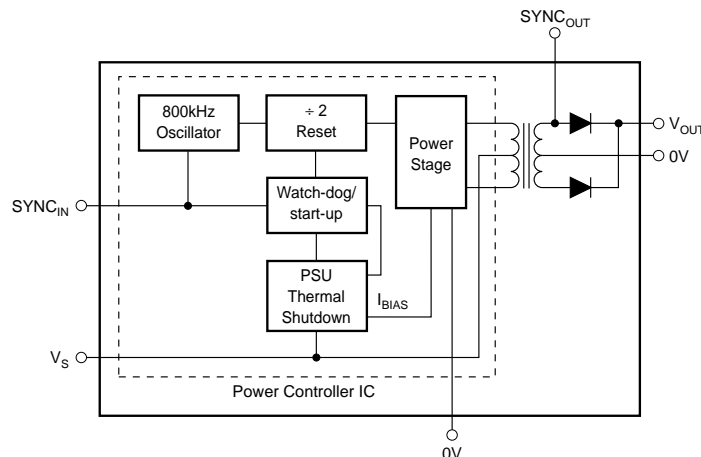 SYNC_OUT
800kHz
Oscillator
÷ 2
Reset
Power
Stage
V_OUT
0V
SYNC_IN
Watch-dog/
start-up
PSU
Thermal
Shutdown
I_BIAS
V_S
Power Controller IC
0V